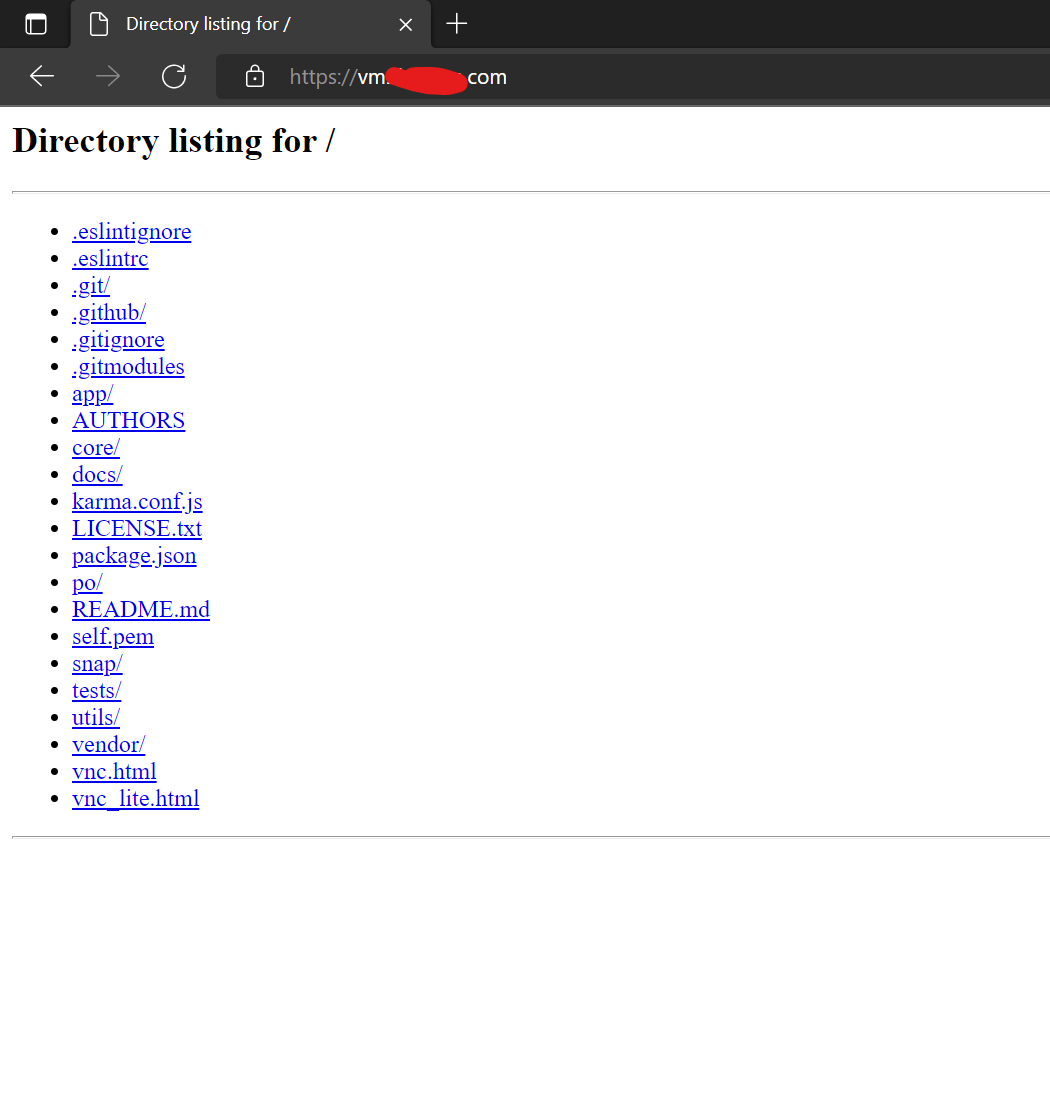 Directory listing for /
https://vm
.com
Directory listing for /
.eslintignore
.eslintrc
.git/
.github/
.gitignore
.gitmodules
app/
AUTHORS
core/
docs/
karma.conf.js
LICENSE.txt
package.json
po/
README.md
self.pem
snap/
tests/
utils/
vendor/
vnc.html
vnc_lite.html